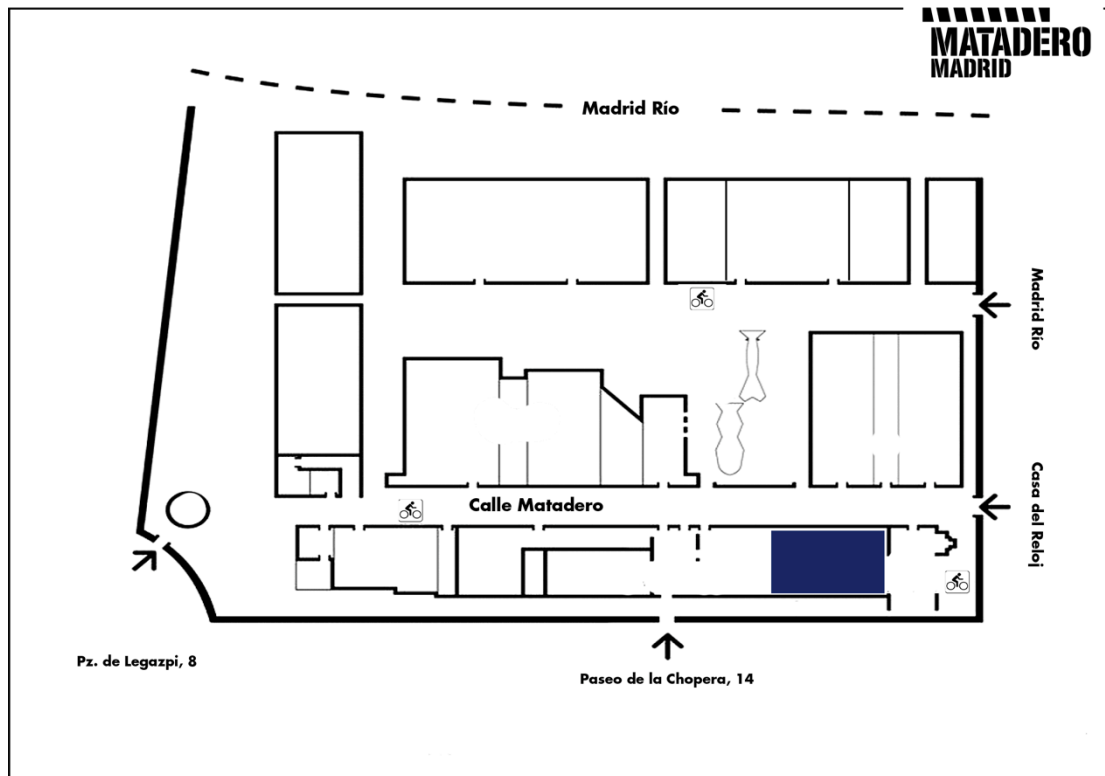 MATADERO
MADRID
Madrid Río
Madrid Río
Calle Matadero
Casa del Reloj
Pz. de Legazpi, 8
Paseo de la Chopera, 14